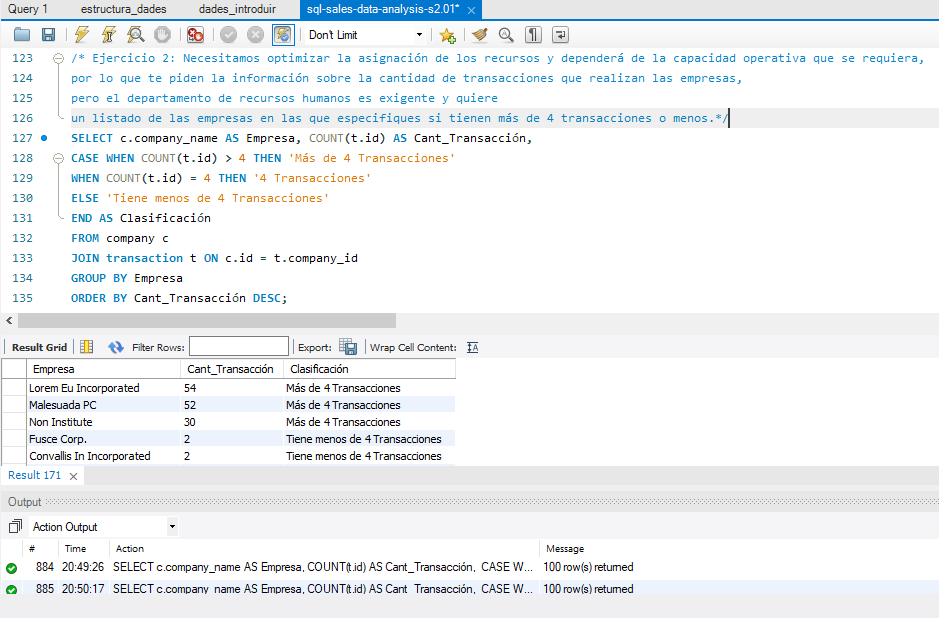 Query 1 estructura_dades dades_introduir sql-sales-data-analysis-s2.01*
Don't Limit
123 /* Ejercicio 2: Necesitamos optimizar la asignación de los recursos y dependerá de la capacidad operativa que se requiera,
124 por lo que te piden la información sobre la cantidad de transacciones que realizan las empresas,
125 pero el departamento de recursos humanos es exigente y quiere
126 un listado de las empresas en las que especifiques si tienen más de 4 transacciones o menos.*/
127 SELECT c.company_name AS Empresa, COUNT(t.id) AS Cant_Transacción,
128 CASE WHEN COUNT(t.id) > 4 THEN 'Más de 4 Transacciones'
129 WHEN COUNT(t.id) = 4 THEN '4 Transacciones'
130 ELSE 'Tiene menos de 4 Transacciones'
131 END AS Clasificación
132 FROM company c
133 JOIN transaction t ON c.id = t.company_id
134 GROUP BY Empresa
135 ORDER BY Cant_Transacción DESC;
Result Grid Filter Rows: Export: Wrap Cell Content:
Empresa Cant_Transacción Clasificación
Lorem Eu Incorporated 54 Más de 4 Transacciones
Malesuada PC 52 Más de 4 Transacciones
Non Institute 30 Más de 4 Transacciones
Fusce Corp. 2 Tiene menos de 4 Transacciones
Convallis In Incorporated 2 Tiene menos de 4 Transacciones
Result 171
Output
Action Output
# Time Action Message
884 20:49:26 SELECT c.company_name AS Empresa, COUNT(t.id) AS Cant_Transacción, CASE W... 100 row(s) returned
885 20:50:17 SELECT c.company_name AS Empresa, COUNT(t.id) AS Cant_Transacción, CASE W... 100 row(s) returned